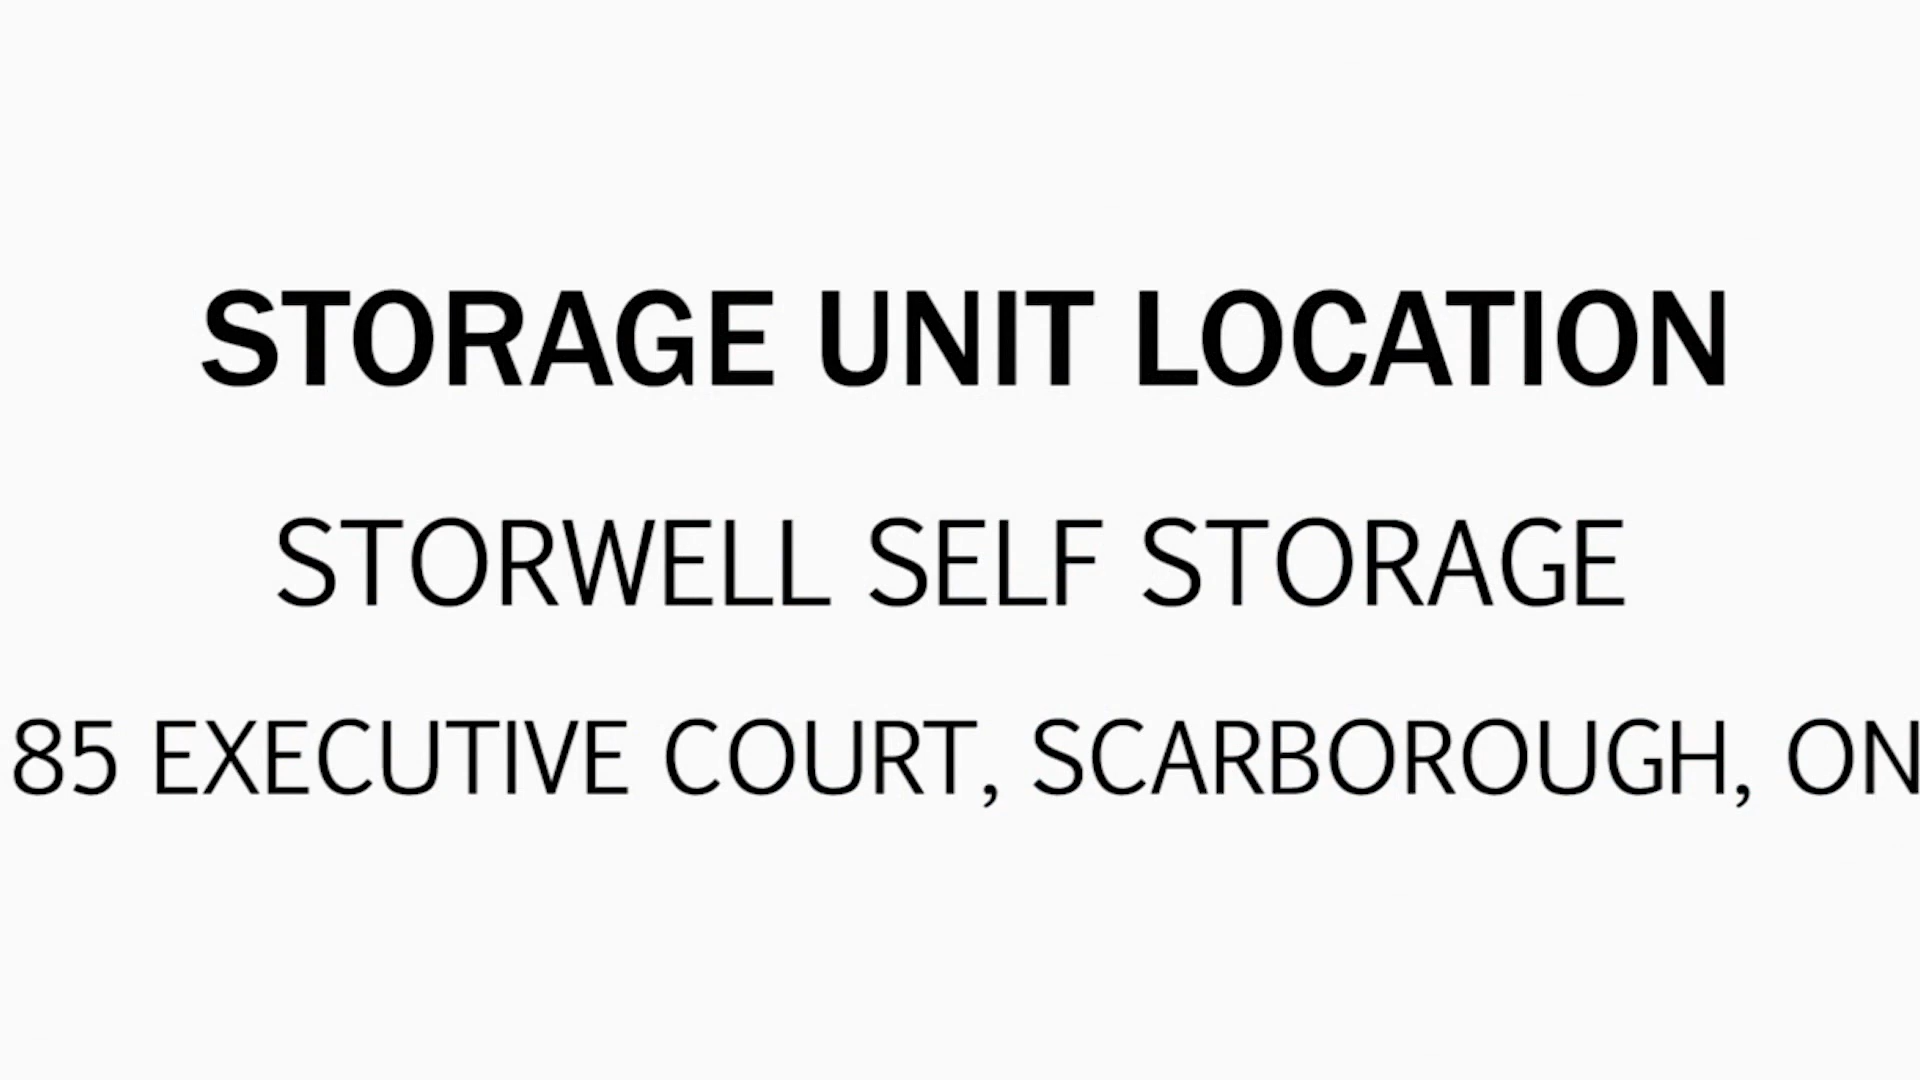 STORAGE UNIT LOCATION
STORWELL SELF STORAGE
85 EXECUTIVE COURT, SCARBOROUGH, ON